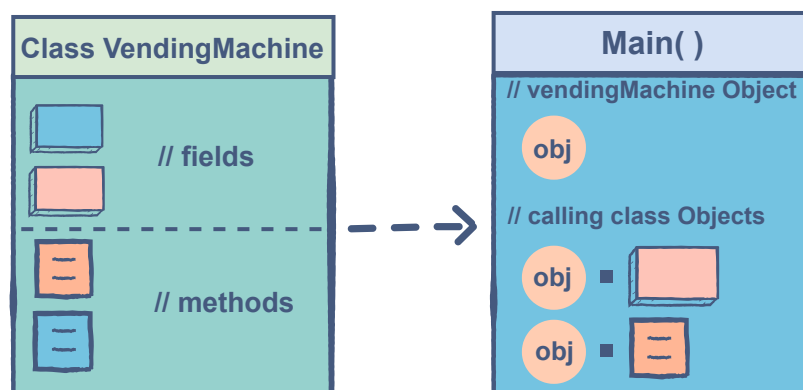 Class VendingMachine
// fields
// methods
Main( )
// vendingMachine Object
obj
// calling class Objects
obj
obj